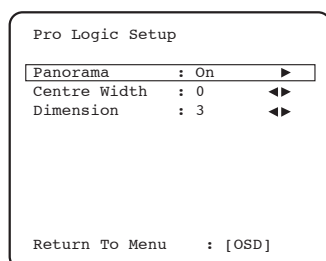 Pro Logic Setup
Panorama : On ►
Centre Width : 0 ◄►
Dimension : 3 ◄►
Return To Menu : [OSD]